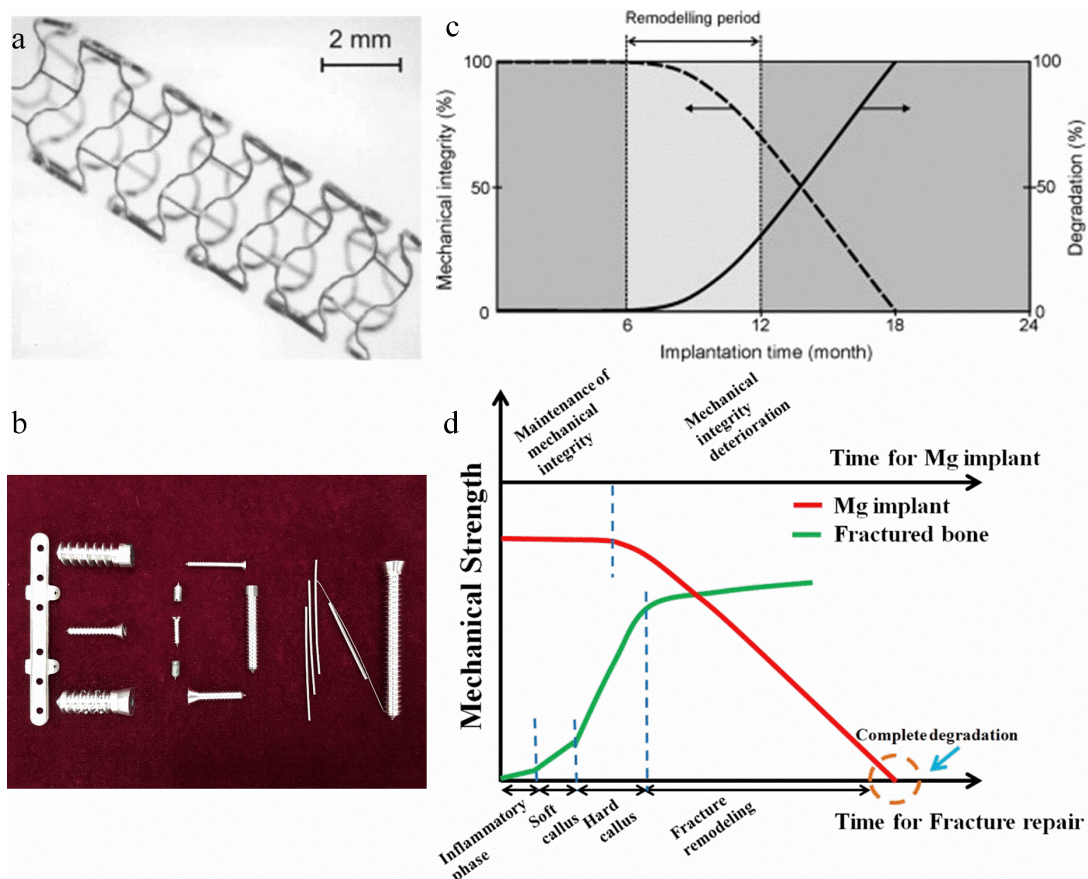 a
2 mm
b
c
Remodelling period
100
50
0
Mechanical integrity (%)
100
50
0
Degradation (%)
6
12
18
24
Implantation time (month)
d
Maintenance of
mechanical
integrity
Mechanical
integrity
deterioration
Time for Mg implant
Mg implant
Fractured bone
Mechanical Strength
Complete degradation
Inflammatory
phase
Soft
callus
Hard
callus
Fracture
remodeling
Time for Fracture repair